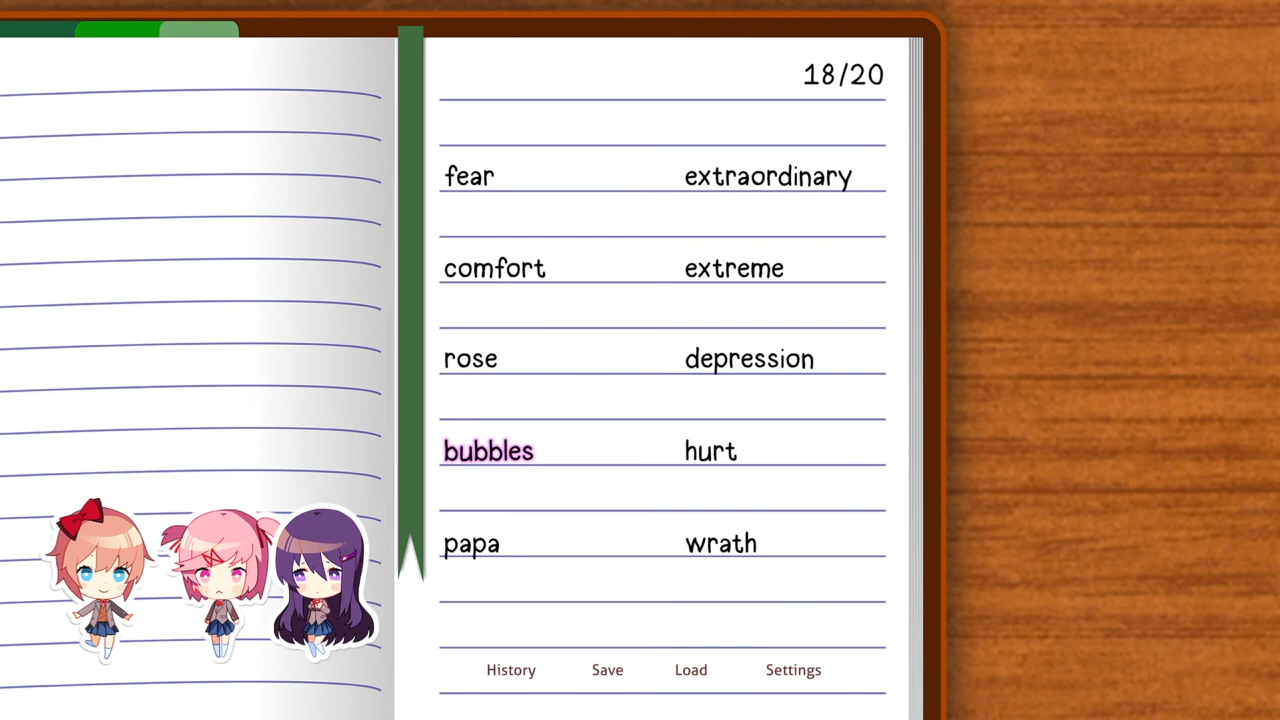 18/20
fear extraordinary
comfort extreme
rose depression
bubbles hurt
papa wrath
History Save Load Settings